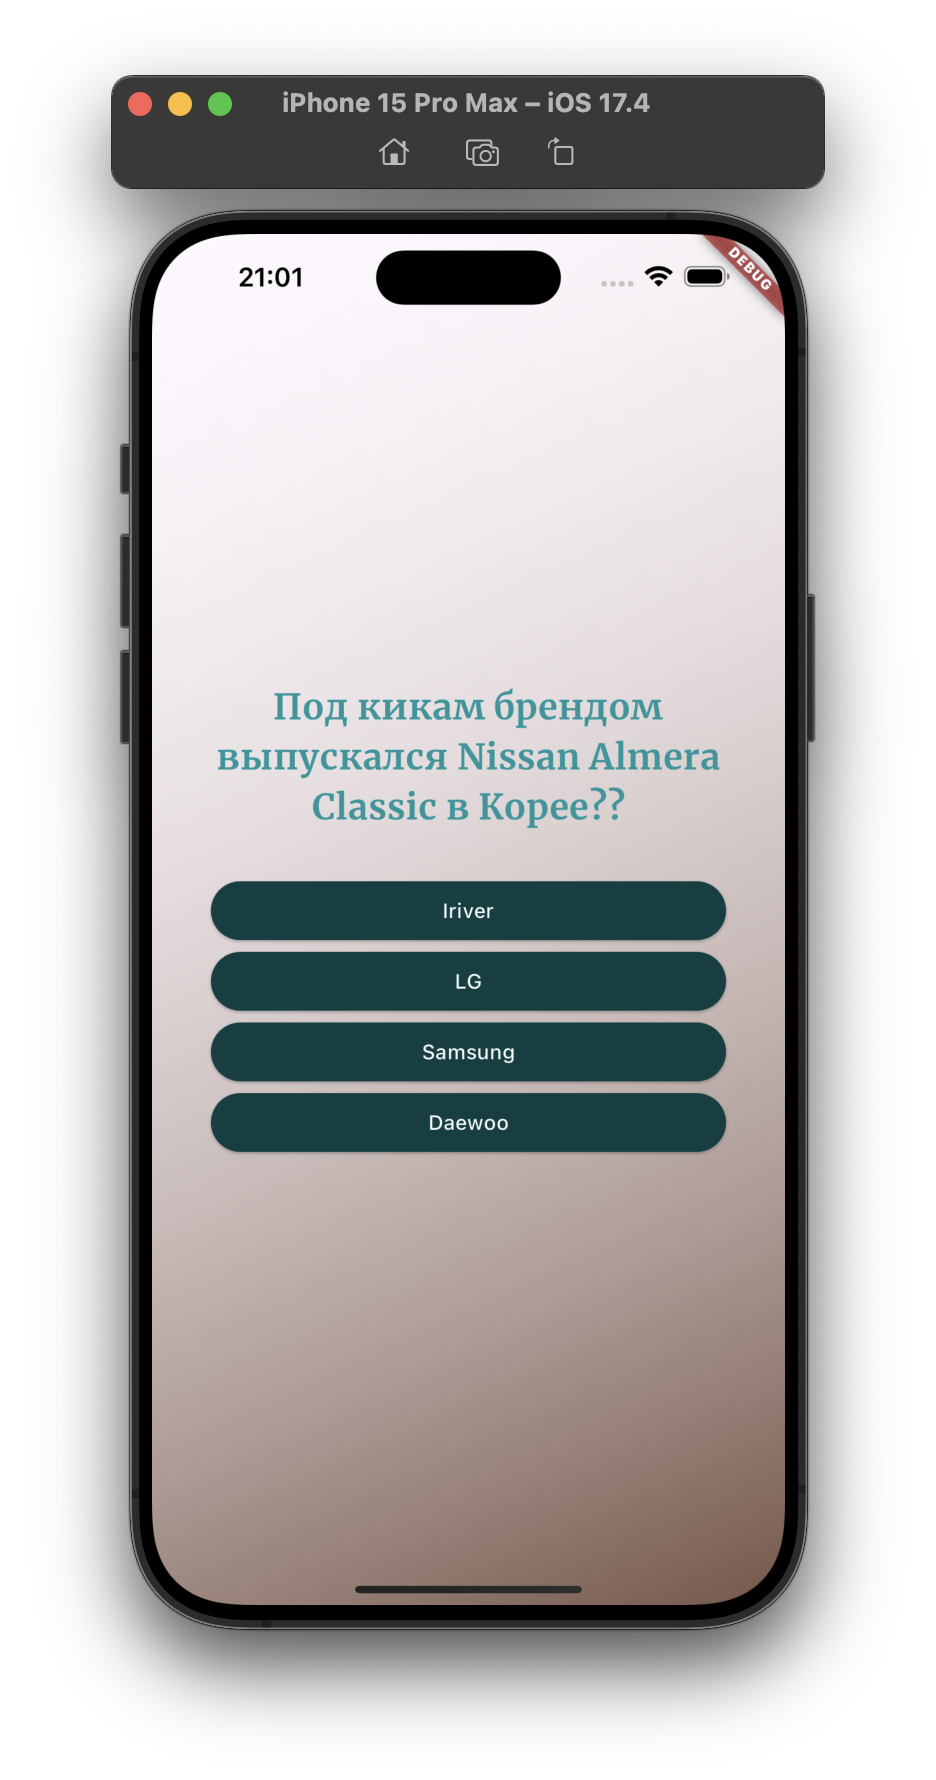 iPhone 15 Pro Max – iOS 17.4
21:01
DEBUG
Под кикам брендом
выпускался Nissan Almera
Classic в Корее??
Iriver
LG
Samsung
Daewoo